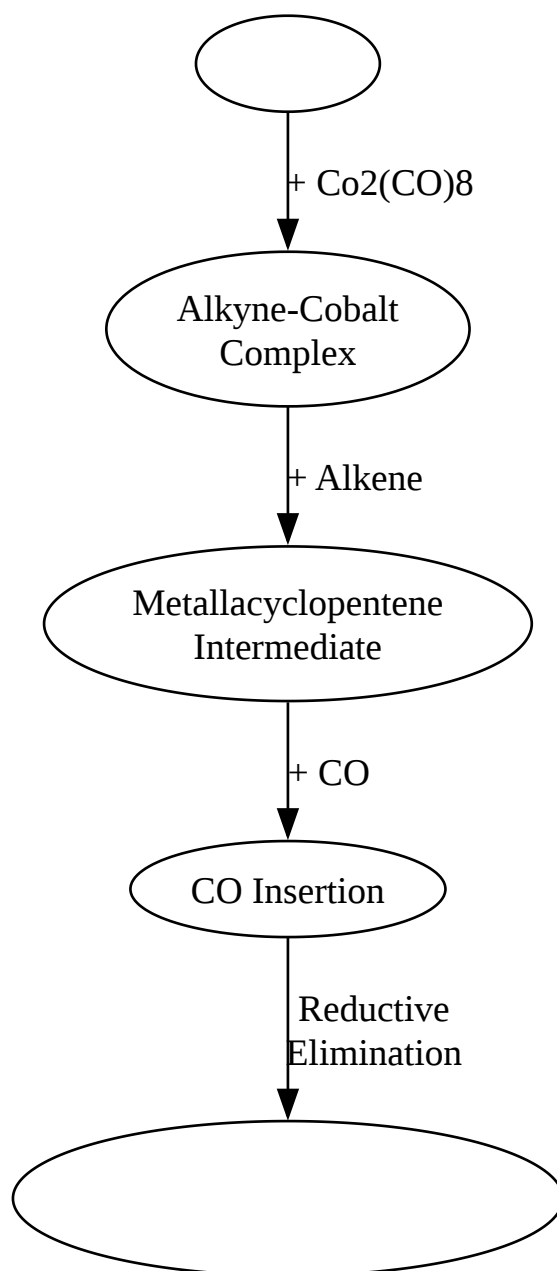 + Co2(CO)8
Alkyne-Cobalt
Complex
+ Alkene
Metallacyclopentene
Intermediate
+ CO
CO Insertion
Reductive
Elimination